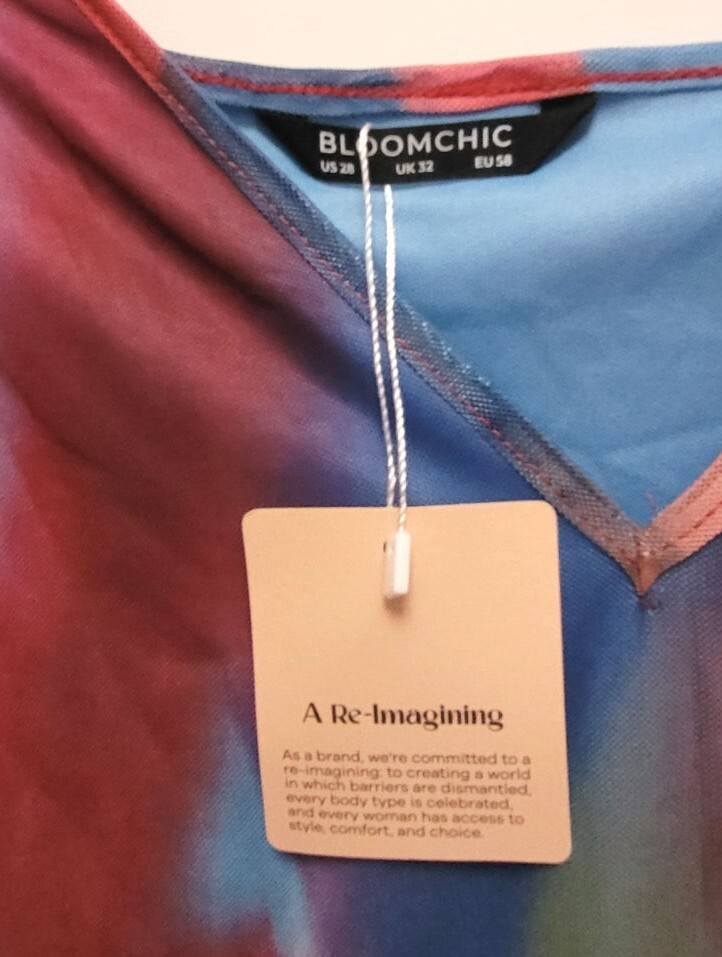 BLOOMCHIC
US 28 UK 32 EU 58
A Re-Imagining
As a brand, we're committed to a
re-imagining: to creating a world
in which barriers are dismantled,
every body type is celebrated,
and every woman has access to
style, comfort, and choice.